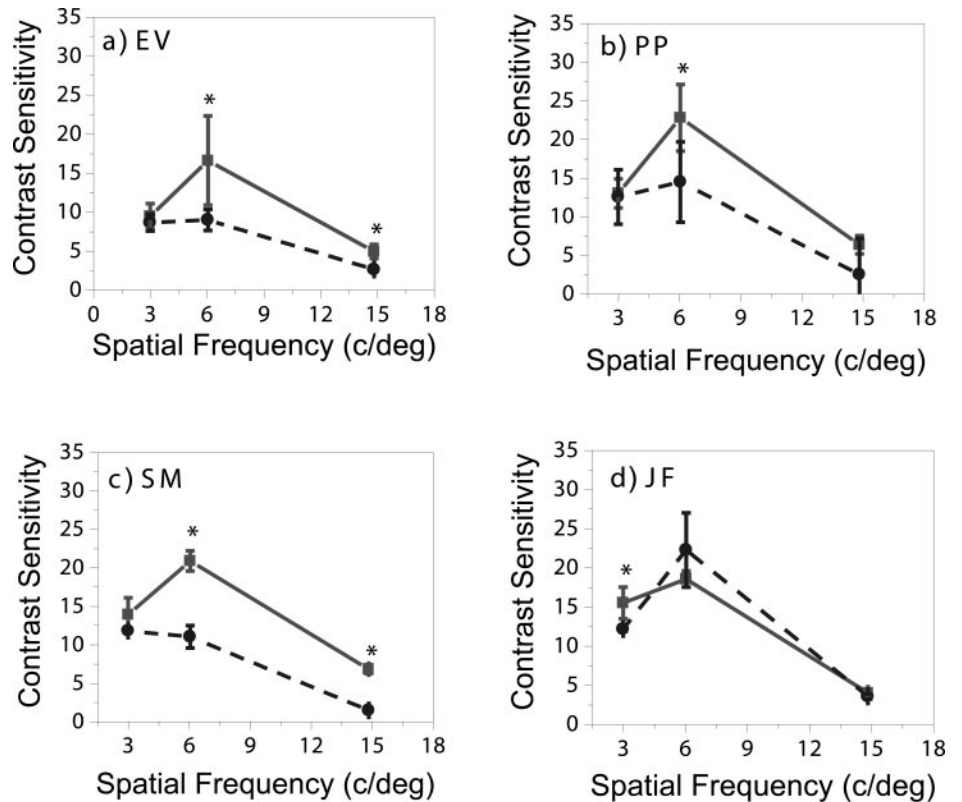 a) EV
*
*
Contrast Sensitivity
35
30
25
20
15
10
5
0
0 3 6 9 12 15 18
Spatial Frequency (c/deg)
b) PP
*
Contrast Sensitivity
35
30
25
20
15
10
5
0
3 6 9 12 15 18
Spatial Frequency (c/deg)
c) SM
*
*
Contrast Sensitivity
35
30
25
20
15
10
5
0
3 6 9 12 15 18
Spatial Frequency (c/deg)
d) JF
*
Contrast Sensitivity
35
30
25
20
15
10
5
0
3 6 9 12 15 18
Spatial Frequency (c/deg)